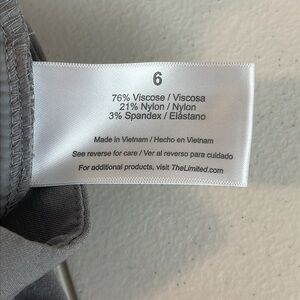 6
76% Viscose / Viscosa
21% Nylon / Nylon
3% Spandex / Elástano
Made in Vietnam / Hecho en Vietnam
See reverse for care / Ver al reverso para cuidado
For additional products, visit TheLimited.com